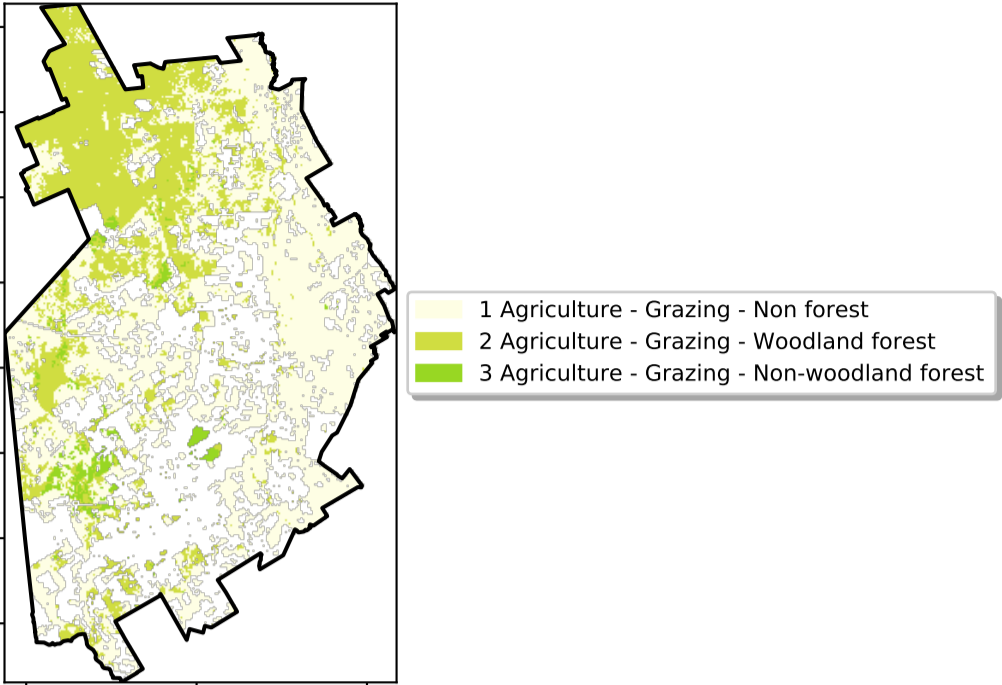 1 Agriculture - Grazing - Non forest
2 Agriculture - Grazing - Woodland forest
3 Agriculture - Grazing - Non-woodland forest